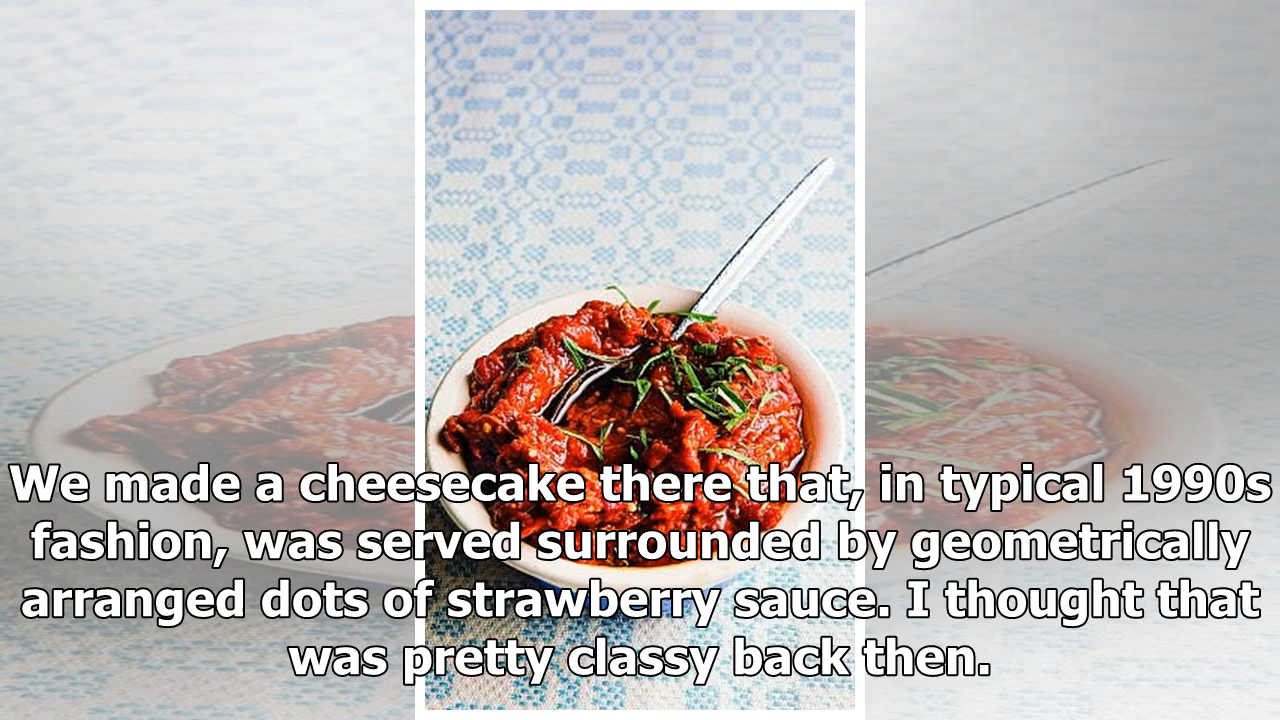 We made a cheesecake there that, in typical 1990s
fashion, was served surrounded by geometrically
arranged dots of strawberry sauce. I thought that
was pretty classy back then.